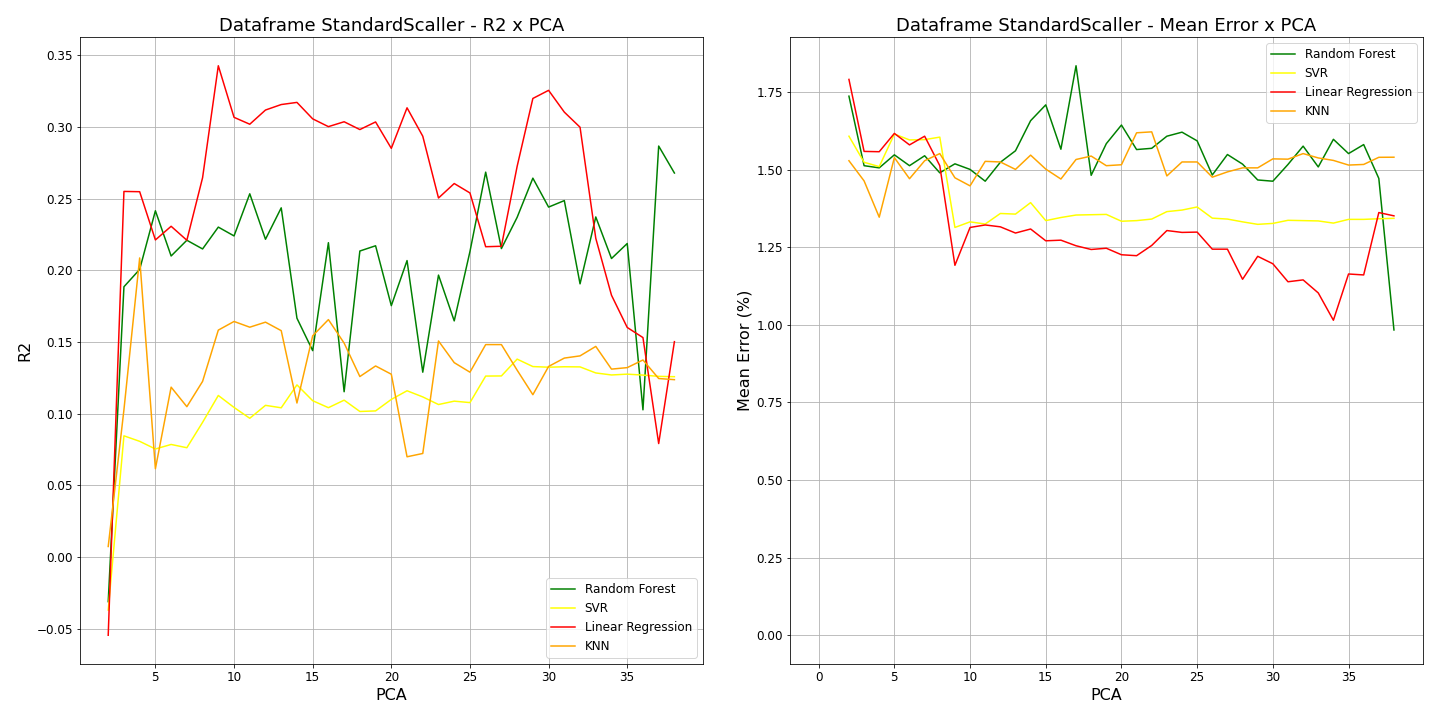 Dataframe StandardScaller - R2 x PCA
0.35
0.30
0.25
0.20
0.15
0.10
0.05
0.00
−0.05
R2
5 10 15 20 25 30 35
PCA
Random Forest
SVR
Linear Regression
KNN
Dataframe StandardScaller - Mean Error x PCA
Random Forest
SVR
Linear Regression
KNN
1.75
1.50
1.25
1.00
0.75
0.50
0.25
0.00
Mean Error (%)
0 5 10 15 20 25 30 35
PCA